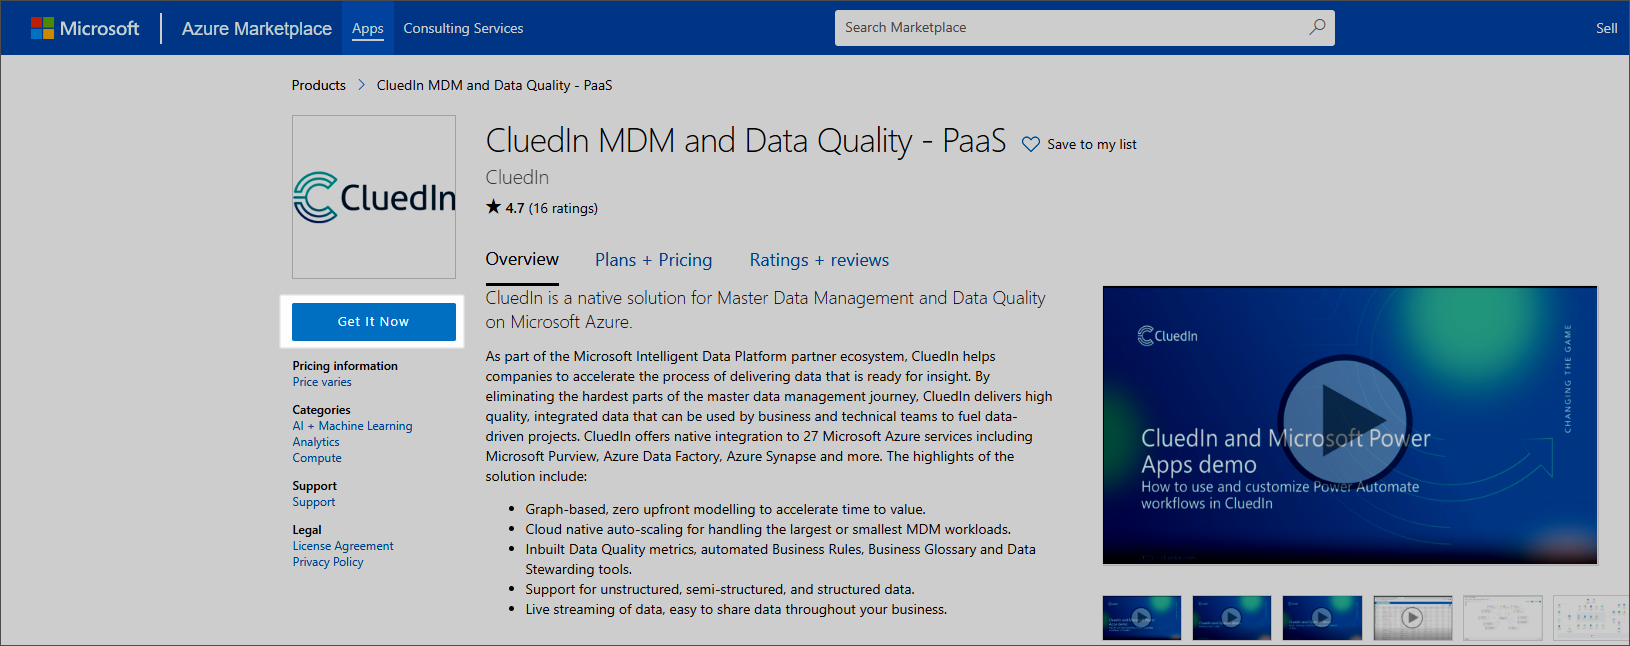 Microsoft
Azure Marketplace
Apps
Consulting Services
Search Marketplace
Sell
Products > CluedIn MDM and Data Quality - PaaS
CluedIn
CluedIn MDM and Data Quality - PaaS
Save to my list
CluedIn
★ 4.7 (16 ratings)
Overview
Plans + Pricing
Ratings + reviews
Get It Now
Pricing information
Price varies
Categories
AI + Machine Learning
Analytics
Compute
Support
Support
Legal
License Agreement
Privacy Policy
CluedIn is a native solution for Master Data Management and Data Quality
on Microsoft Azure.
As part of the Microsoft Intelligent Data Platform partner ecosystem, CluedIn helps
companies to accelerate the process of delivering data that is ready for insight. By
eliminating the hardest parts of the master data management journey, CluedIn delivers high
quality, integrated data that can be used by business and technical teams to fuel data-
driven projects. CluedIn offers native integration to 27 Microsoft Azure services including
Microsoft Purview, Azure Data Factory, Azure Synapse and more. The highlights of the
solution include:
• Graph-based, zero upfront modelling to accelerate time to value.
• Cloud native auto-scaling for handling the largest or smallest MDM workloads.
• Inbuilt Data Quality metrics, automated Business Rules, Business Glossary and Data
Stewarding tools.
• Support for unstructured, semi-structured, and structured data.
• Live streaming of data, easy to share data throughout your business.
CluedIn
CHANGING THE GAME
CluedIn and Microsoft Power
Apps demo
How to use and customize Power Automate
workflows in CluedIn